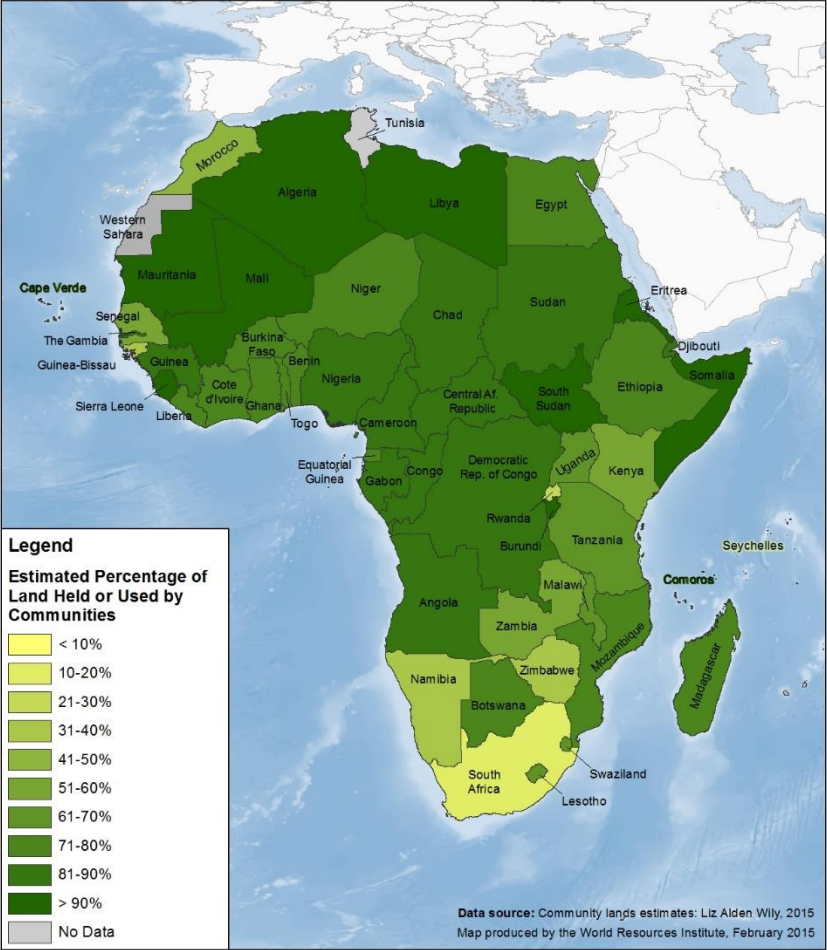 Tunisia
Morocco
Algeria
Libya
Egypt
Western
Sahara
Mauritania
Mali
Niger
Chad
Sudan
Eritrea
Cape Verde
Senegal
The Gambia
Guinea-Bissau
Guinea
Sierra Leone
Liberia
Cote
d'Ivoire
Burkina
Faso
Ghana
Togo
Benin
Nigeria
Cameroon
Central Af.
Republic
South
Sudan
Ethiopia
Djibouti
Somalia
Equatorial
Guinea
Gabon
Congo
Democratic
Rep. of Congo
Uganda
Kenya
Rwanda
Burundi
Tanzania
Seychelles
Comoros
Angola
Malawi
Zambia
Mozambique
Madagascar
Namibia
Zimbabwe
Botswana
South
Africa
Swaziland
Lesotho
Legend
Estimated Percentage of
Land Held or Used by
Communities
< 10%
10-20%
21-30%
31-40%
41-50%
51-60%
61-70%
71-80%
81-90%
> 90%
No Data
Data source: Community lands estimates: Liz Alden Wily, 2015
Map produced by the World Resources Institute, February 2015